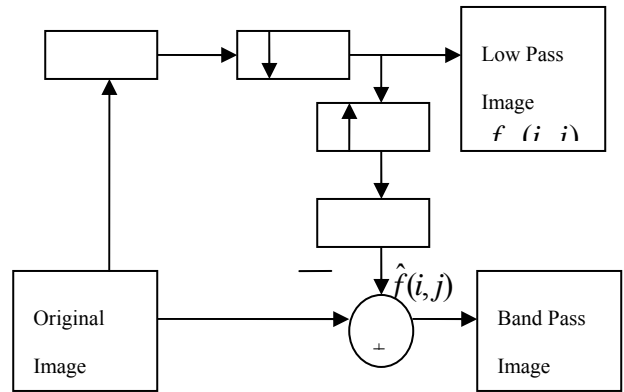 Low Pass
Image
f̂(i, j)
Original
Image
Band Pass
Image